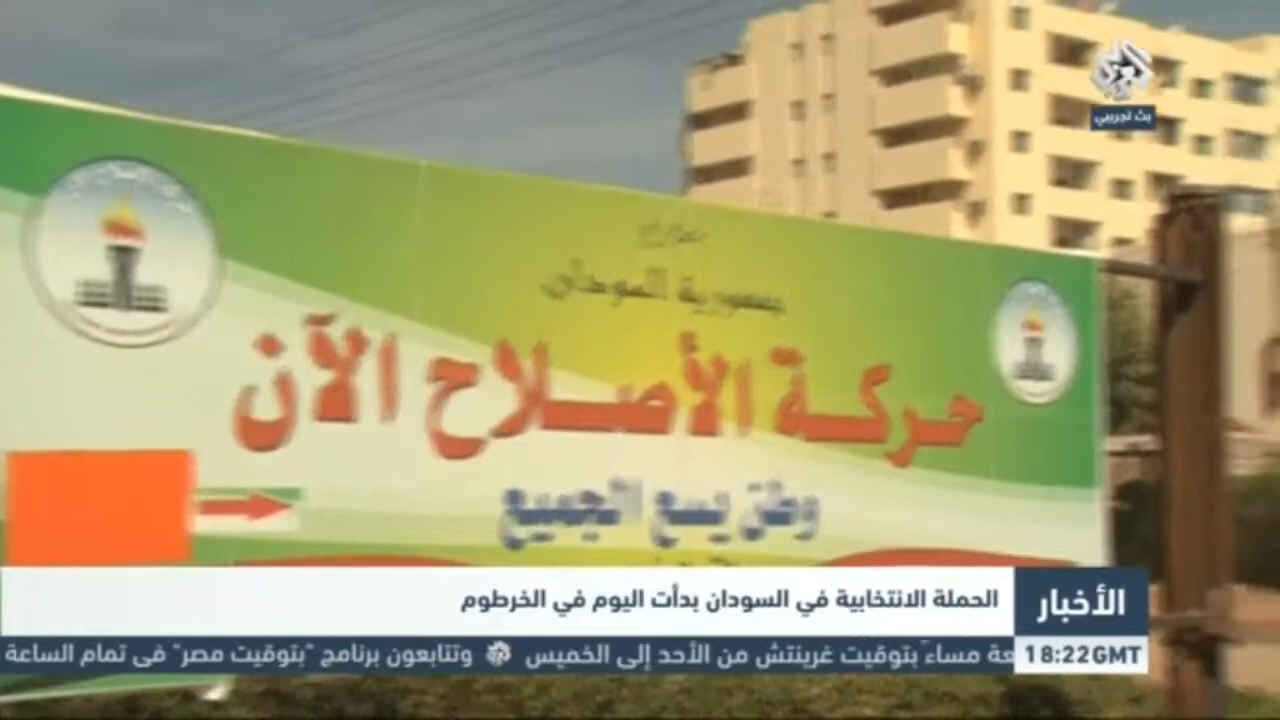 بث تجريبي
جمهورية السودان
حركة الأصلاح الآن
وطن يسع الجميع
الأخبار
الحملة الانتخابية في السودان بدأت اليوم في الخرطوم
18:22GMT
عة مساءً بتوقيت غرينتش من الأحد إلى الخميس وتتابعون برنامج "بتوقيت مصر" في تمام الساعة